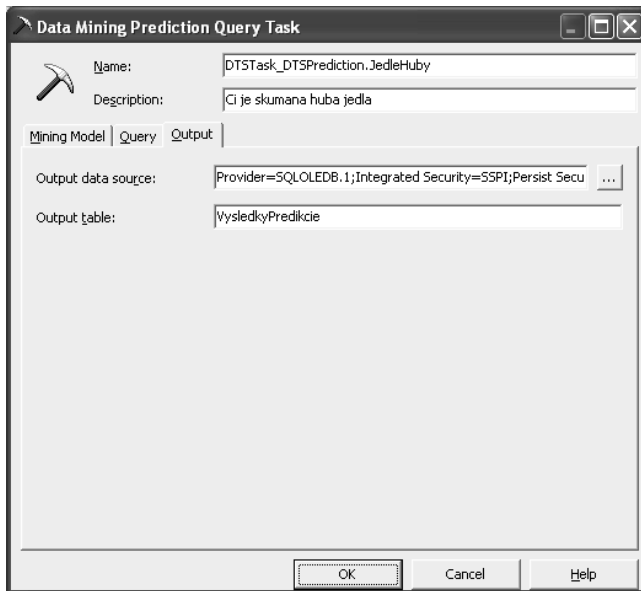 Data Mining Prediction Query Task
Name: DTSTask_DTSPrediction.JedleHuby
Description: Ci je skumana huba jedla
Mining Model Query Output
Output data source: Provider=SQLOLEDB.1;Integrated Security=SSPI;Persist Secu ...
Output table: VysledkyPredikcie
OK Cancel Help